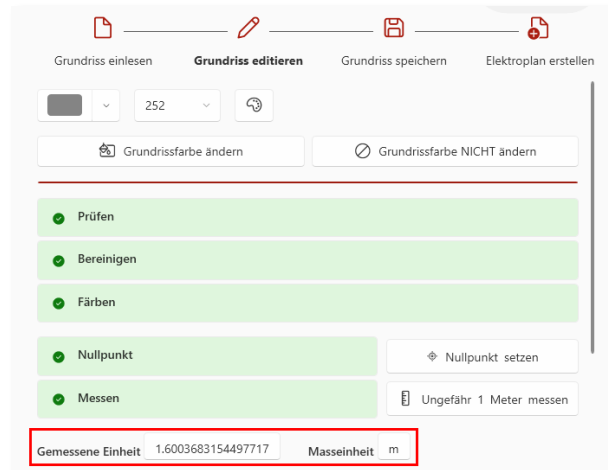 Grundriss einlesen Grundriss editieren Grundriss speichern Elektroplan erstellen
252
Grundrissfarbe ändern Grundrissfarbe NICHT ändern
Prüfen
Bereinigen
Färben
Nullpunkt Nullpunkt setzen
Messen Ungefähr 1 Meter messen
Gemessene Einheit 1.6003683154497717 Masseinheit m